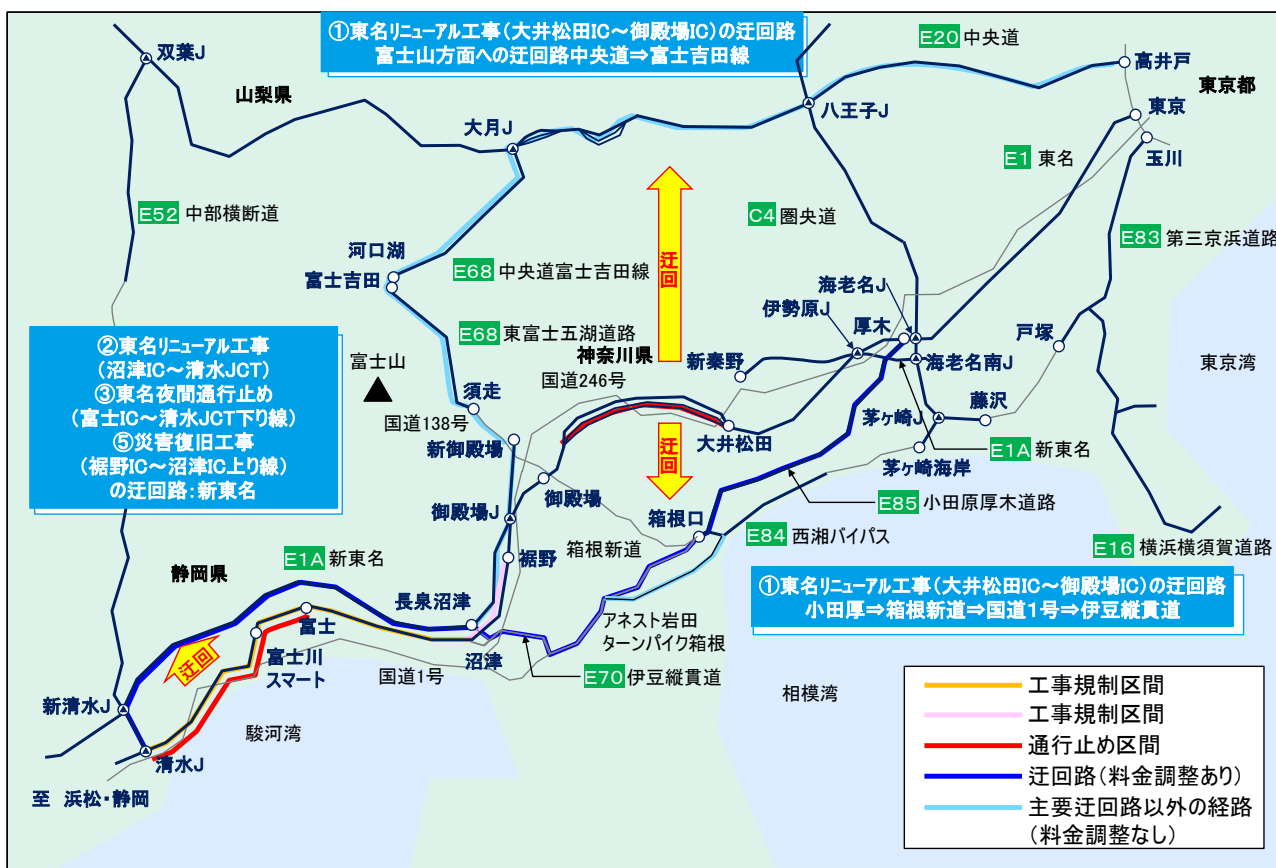 ①東名リニューアル工事(大井松田IC~御殿場IC)の迂回路
富士山方面への迂回路中央道⇒富士吉田線
E20 中央道
双葉J
高井戸
山梨県
東京都
八王子J
東京
大月J
E1 東名
玉川
E52 中部横断道
C4 圏央道
E83 第三京浜道路
迂回
河口湖
E68 中央道富士吉田線
富士吉田
海老名J
伊勢原J
厚木
戸塚
②東名リニューアル工事
(沼津IC~清水JCT)
③東名夜間通行止め
(富士IC~清水JCT下り線)
⑤災害復旧工事
(裾野IC~沼津IC上り線)
の迂回路:新東名
E68 東富士五湖道路
神奈川県
新秦野
海老名南J
東京湾
富士山
国道246号
須走
藤沢
国道138号
茅ヶ崎J
大井松田
新御殿場
迂回
茅ヶ崎海岸
E1A 新東名
御殿場
E85 小田原厚木道路
御殿場J
箱根口
E84 西湘バイパス
箱根新道
裾野
E16 横浜横須賀道路
E1A 新東名
静岡県
①東名リニューアル工事(大井松田IC~御殿場IC)の迂回路
小田厚⇒箱根新道⇒国道1号⇒伊豆縦貫道
長泉沼津
富士
アネスト岩田
ターンパイク箱根
迂回
富士川
スマート
沼津
国道1号
E70 伊豆縦貫道
相模湾
新清水J
駿河湾
清水J
至 浜松・静岡
工事規制区間
工事規制区間
通行止め区間
迂回路(料金調整あり)
主要迂回路以外の経路
(料金調整なし)